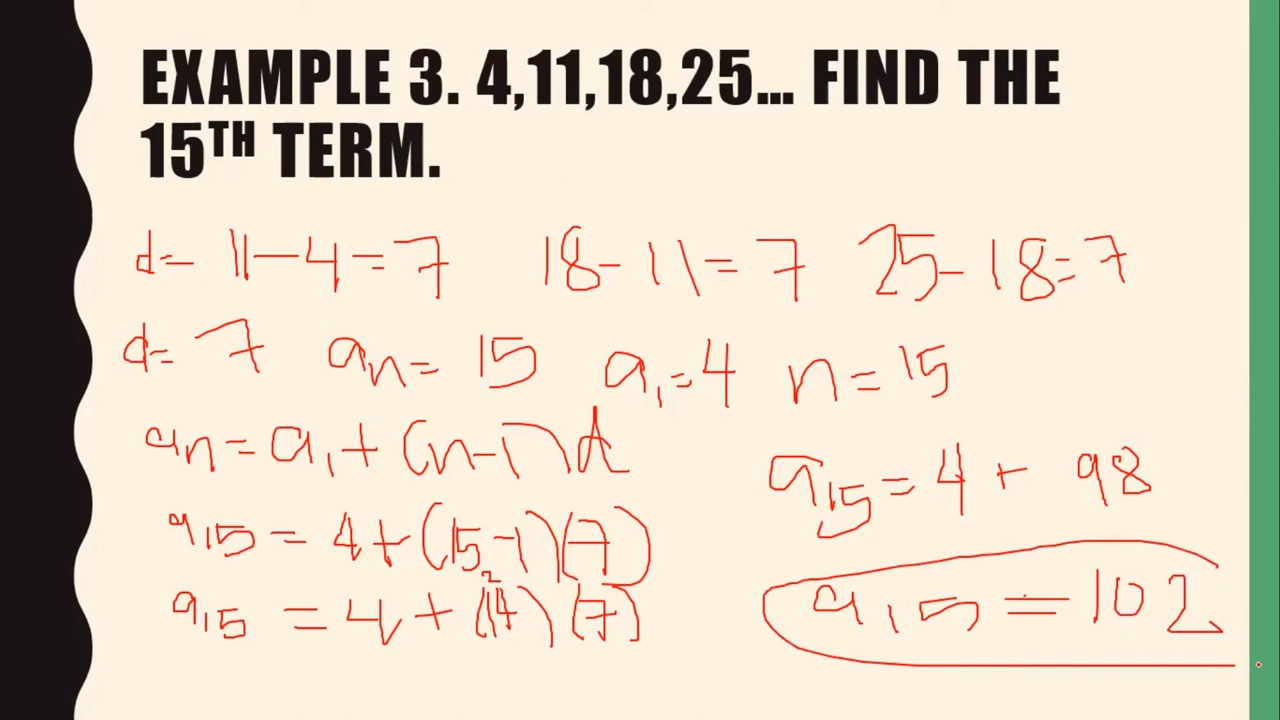 EXAMPLE 3. 4,11,18,25... FIND THE
15TH TERM.
d= 11-4=7 18-11=7 25-18=7
d=7 an=15 a1=4 n=15
an=a1+(n-1)d
a15=4+(15-1)(7)
a15=4+(14)(7)
a15=4+98
a15=102